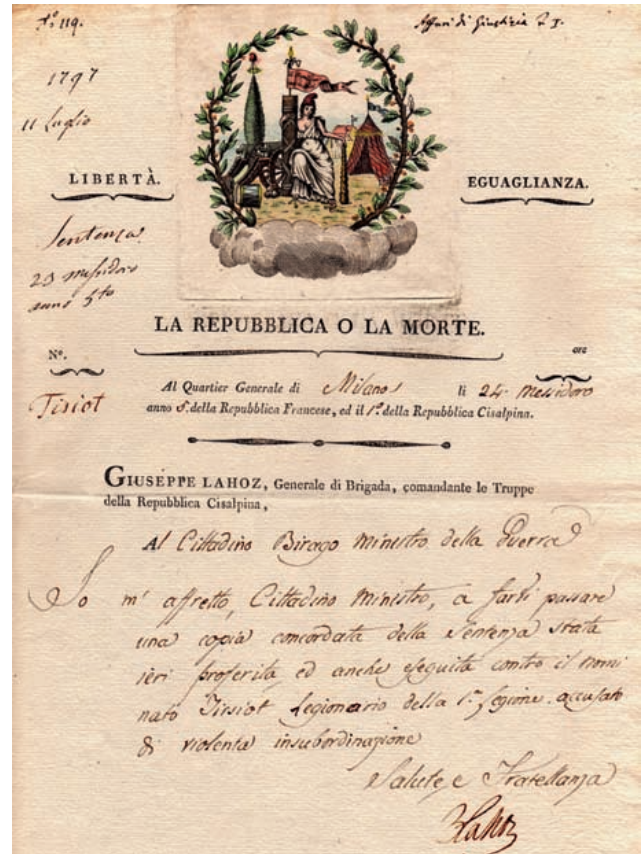 N° 119.
Affari di Giustizia P. I.
1797
11 Luglio
LIBERTÀ.
EGUAGLIANZA.
Sentenza
23 messidoro
anno 5to
LA REPUBBLICA O LA MORTE.
N°.
ore
Tisiot
Al Quartier Generale di Milano li 24. Messidoro
anno 5.° della Repubblica Francese, ed il 1.° della Repubblica Cisalpina.
GIUSEPPE LAHOZ, Generale di Brigada, comandante le Truppe
della Repubblica Cisalpina,
Al Cittadino Birago Ministro della Guerra
Io m' affretto, Cittadino Ministro, a farvi passare
una copia concordata della Sentenza stata
ieri proferita, ed anche eseguita contro il nomi
nato Tirsiot Legionario della 1.a Legione accusato
di violenta insubordinazione
Salute, e Fratellanza
LaHoz